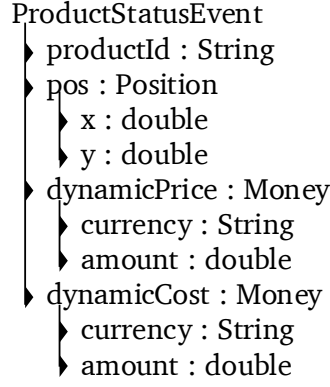 ProductStatusEvent
productId : String
pos : Position
x : double
y : double
dynamicPrice : Money
currency : String
amount : double
dynamicCost : Money
currency : String
amount : double